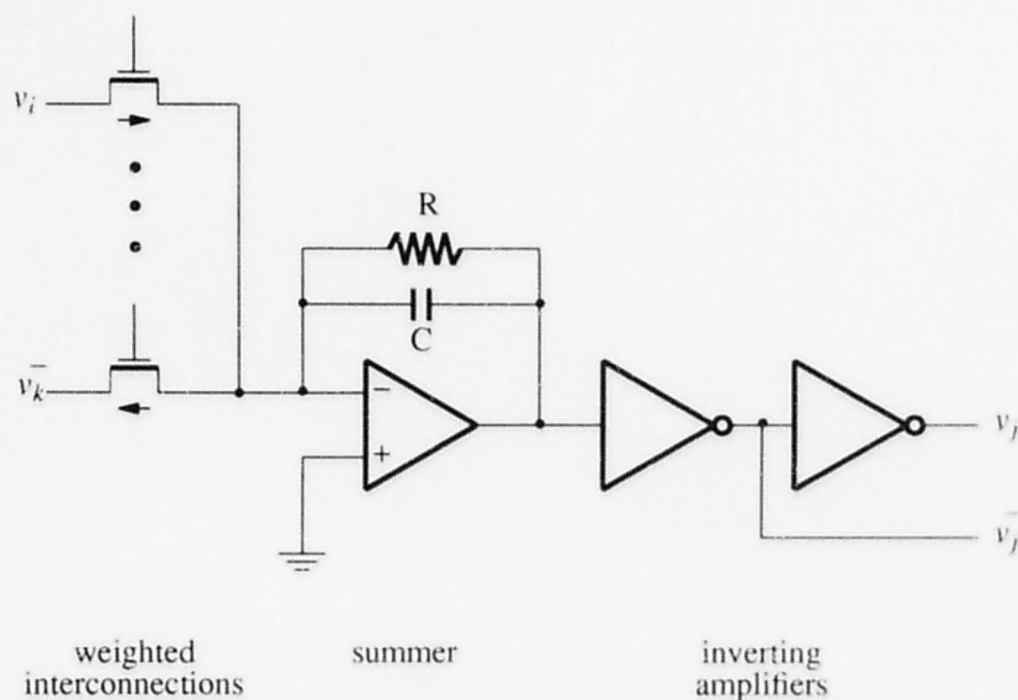 v_i
R
C
v̄_k
−
+
v_j
v̄_j
weighted
interconnections
summer
inverting
amplifiers